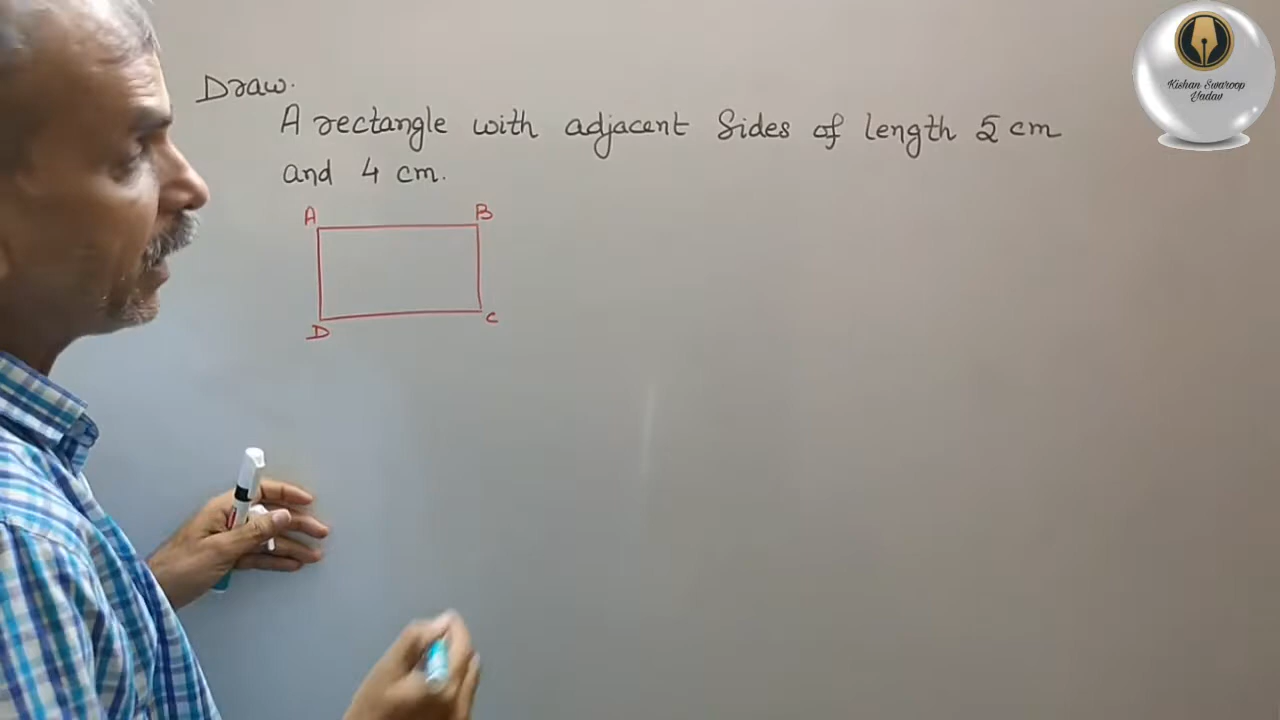 Draw.
A rectangle with adjacent Sides of length 5 cm
and 4 cm.
A
B
D
C
Kishan Swaroop
Yadav